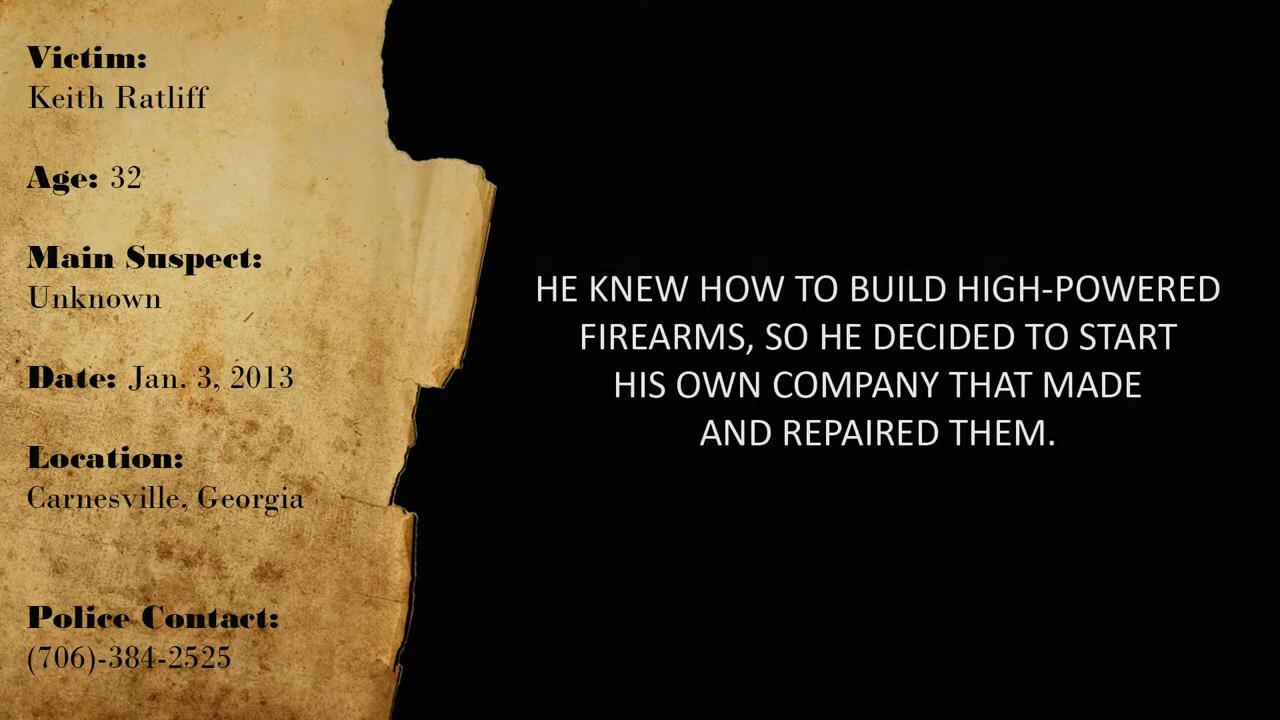 Victim:
Keith Ratliff
Age: 32
Main Suspect:
Unknown
Date: Jan. 3, 2013
Location:
Carnesville, Georgia
Police Contact:
(706)-384-2525
HE KNEW HOW TO BUILD HIGH-POWERED
FIREARMS, SO HE DECIDED TO START
HIS OWN COMPANY THAT MADE
AND REPAIRED THEM.